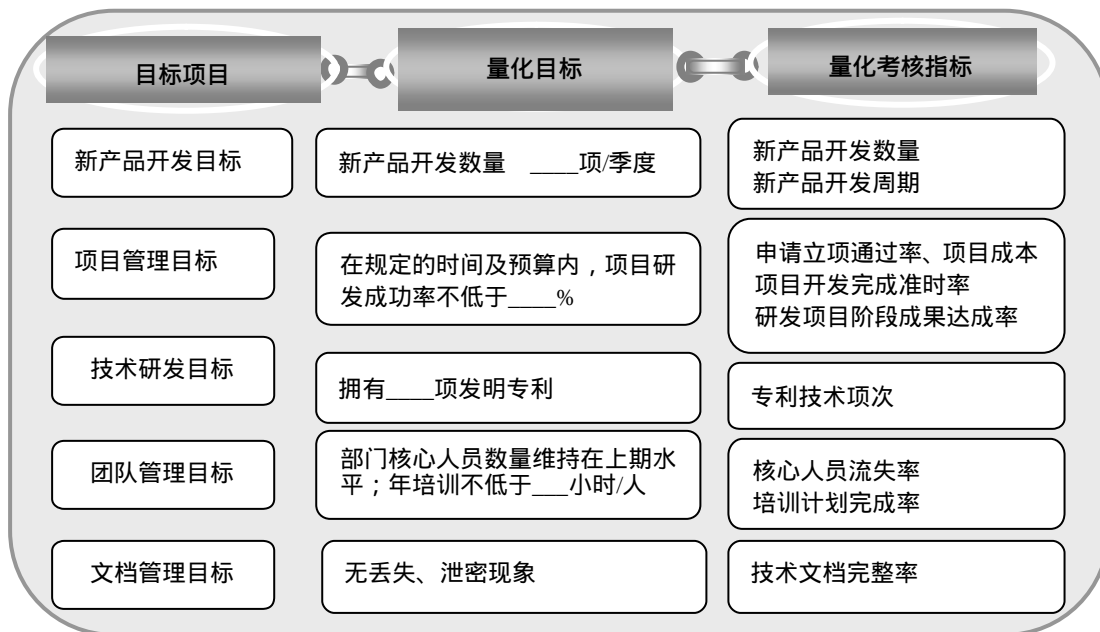 目标项目
量化目标
量化考核指标
新产品开发目标
新产品开发数量 ____项/季度
新产品开发数量
新产品开发周期
项目管理目标
在规定的时间及预算内，项目研
发成功率不低于____%
申请立项通过率、项目成本
项目开发完成准时率
研发项目阶段成果达成率
技术研发目标
拥有____项发明专利
专利技术项次
团队管理目标
部门核心人员数量维持在上期水
平；年培训不低于___小时/人
核心人员流失率
培训计划完成率
文档管理目标
无丢失、泄密现象
技术文档完整率